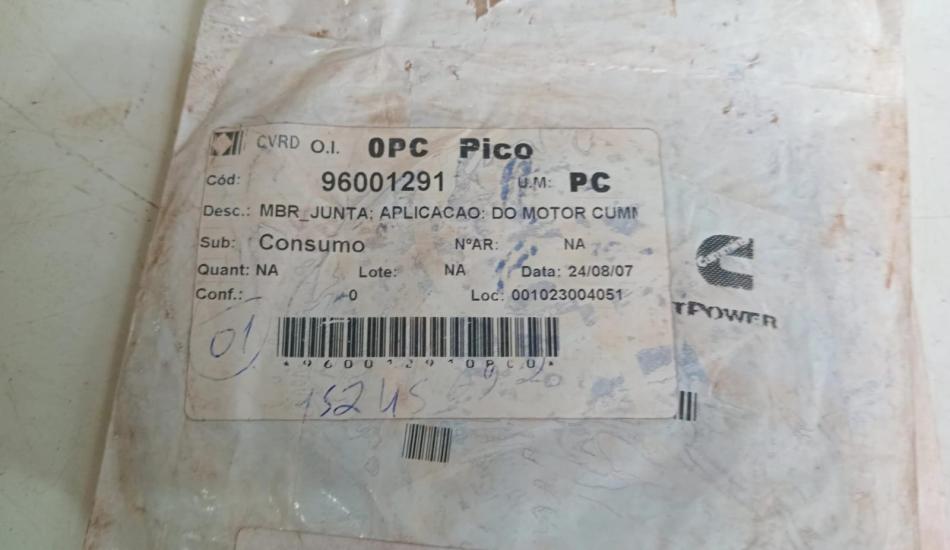 CVRD O.I. 0PC Pico
Cód: 96001291 U.M: PC
Desc.: MBR_JUNTA; APLICACAO: DO MOTOR CUMM
Sub: Consumo NºAR: NA
Quant: NA Lote: NA Data: 24/08/07
Conf.: 0 Loc: 001023004051
Cummins
TPOWER
01